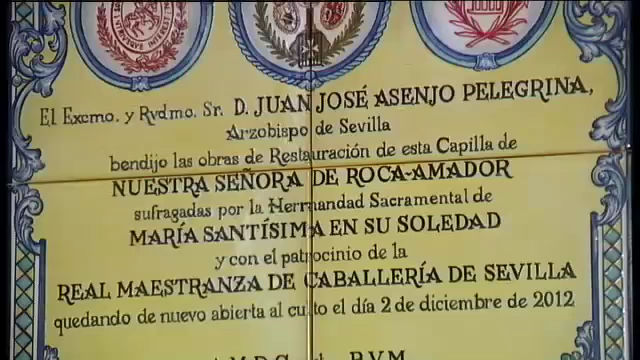 El Excmo. y Rvdmo. Sr. D. JUAN JOSÉ ASENJO PELEGRINA,
Arzobispo de Sevilla
bendijo las obras de Restauración de esta Capilla de
NUESTRA SEÑORA DE ROCA-AMADOR
sufragadas por la Hermandad Sacramental de
MARÍA SANTÍSIMA EN SU SOLEDAD
y con el patrocinio de la
REAL MAESTRANZA DE CABALLERÍA DE SEVILLA
quedando de nuevo abierta al culto el día 2 de diciembre de 2012